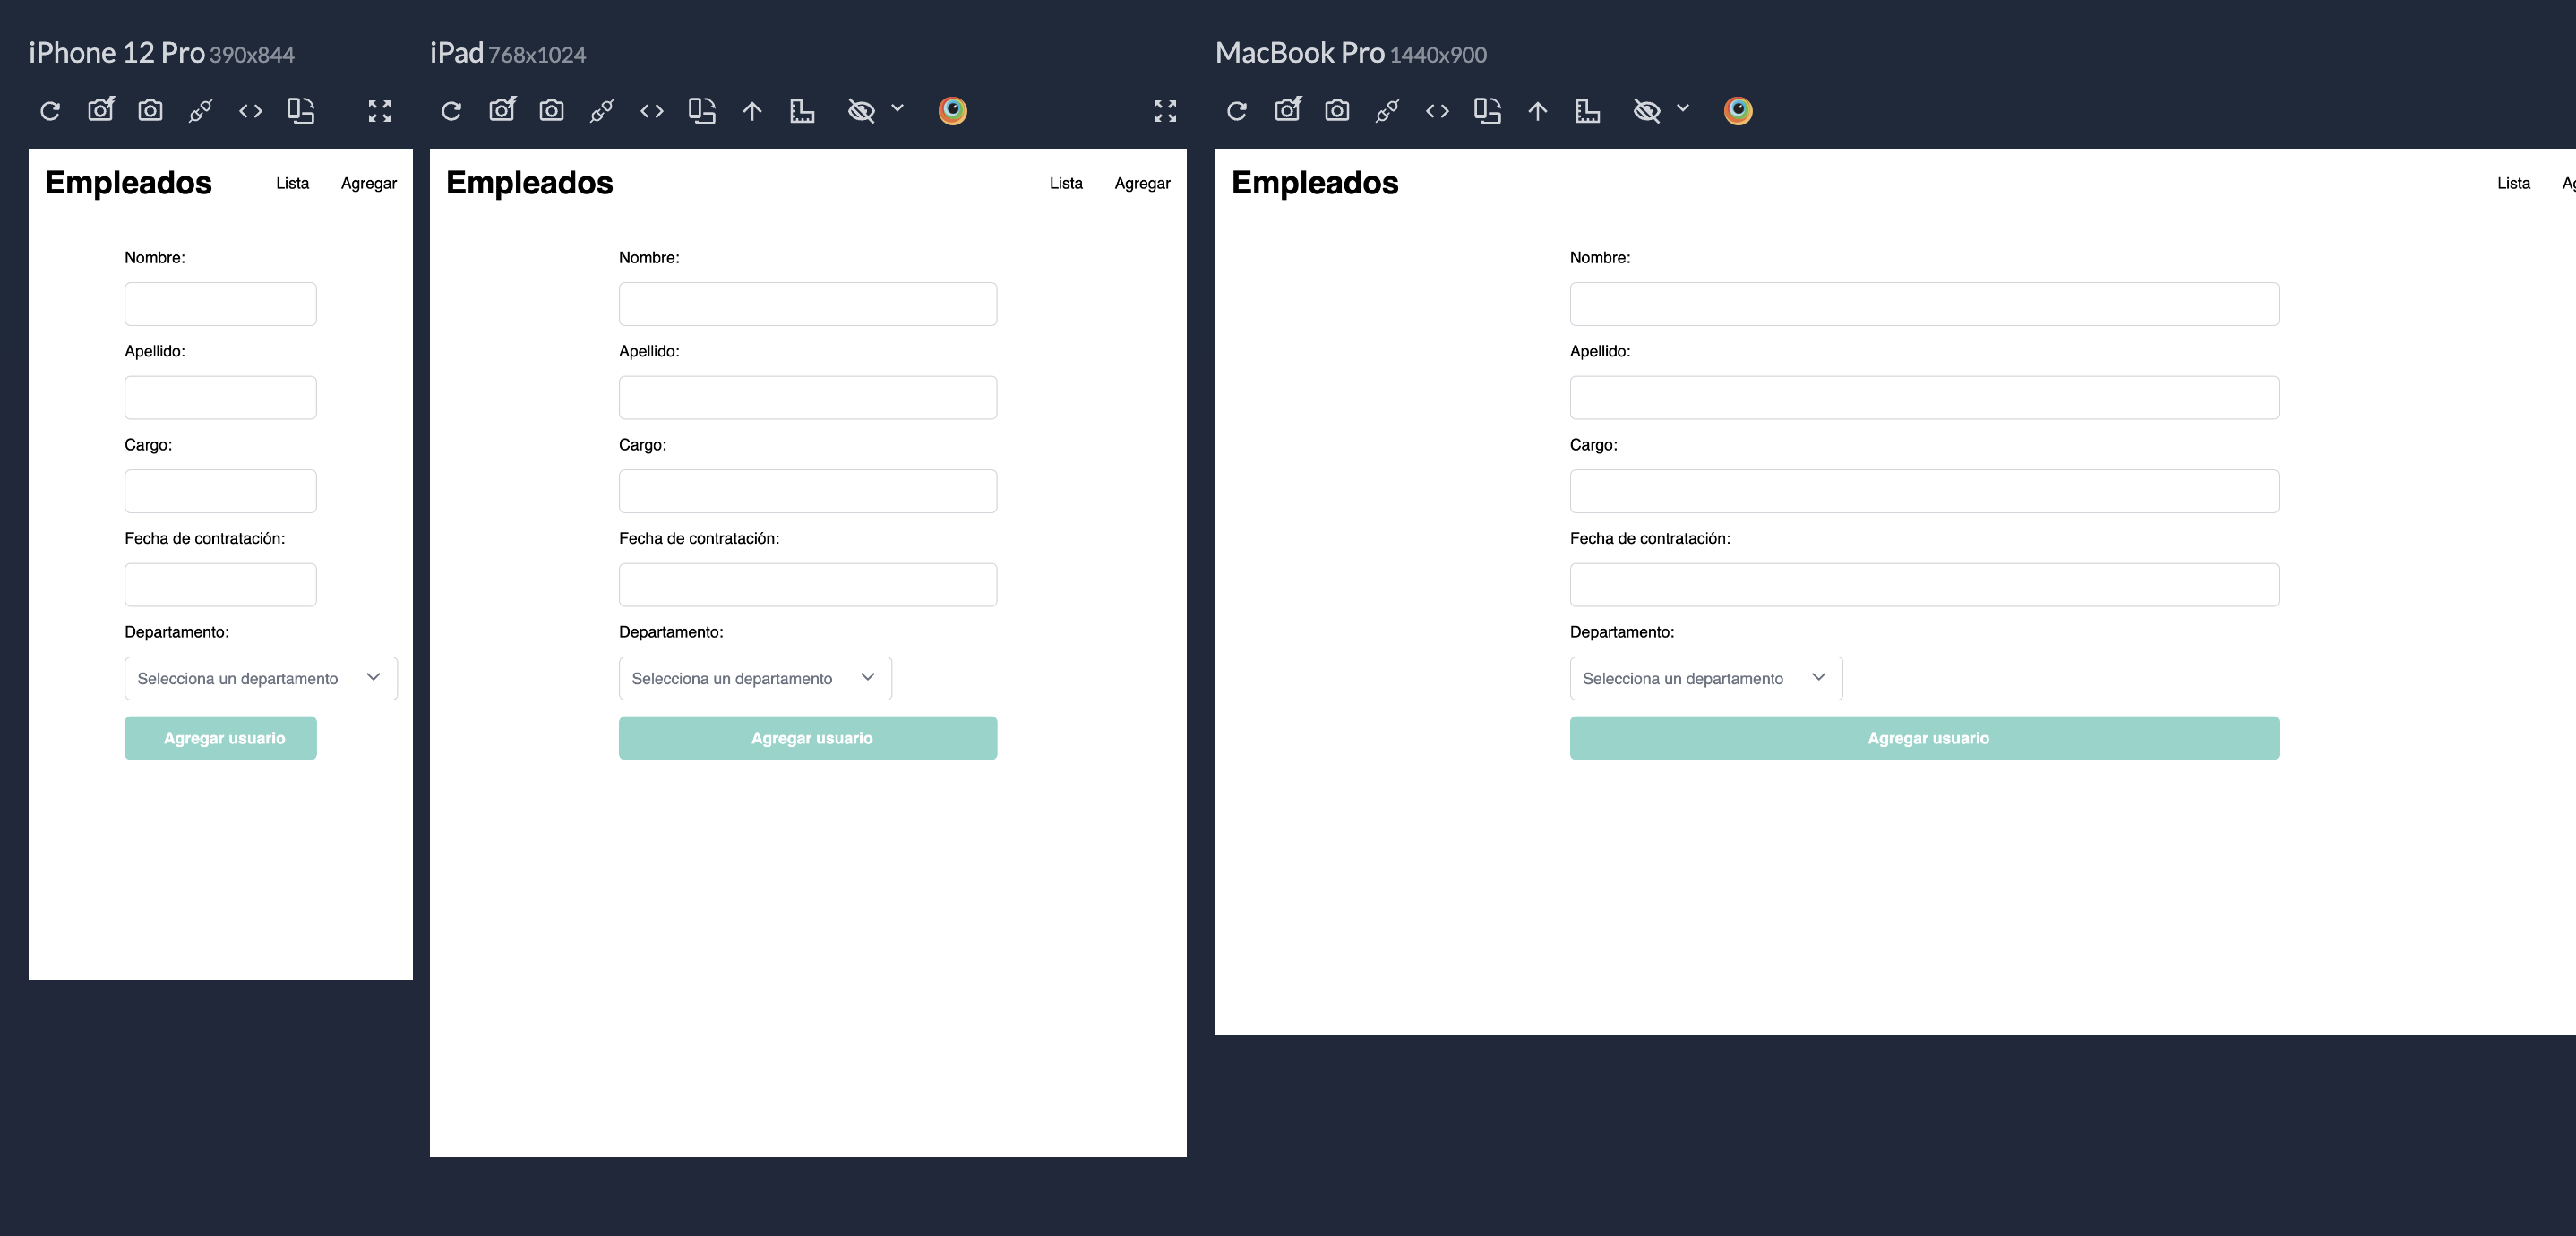 iPhone 12 Pro 390x844
Empleados
Lista
Agregar
Nombre:
Apellido:
Cargo:
Fecha de contratación:
Departamento:
Selecciona un departamento
Agregar usuario
iPad 768x1024
Empleados
Lista
Agregar
Nombre:
Apellido:
Cargo:
Fecha de contratación:
Departamento:
Selecciona un departamento
Agregar usuario
MacBook Pro 1440x900
Empleados
Lista
Nombre:
Apellido:
Cargo:
Fecha de contratación:
Departamento:
Selecciona un departamento
Agregar usuario